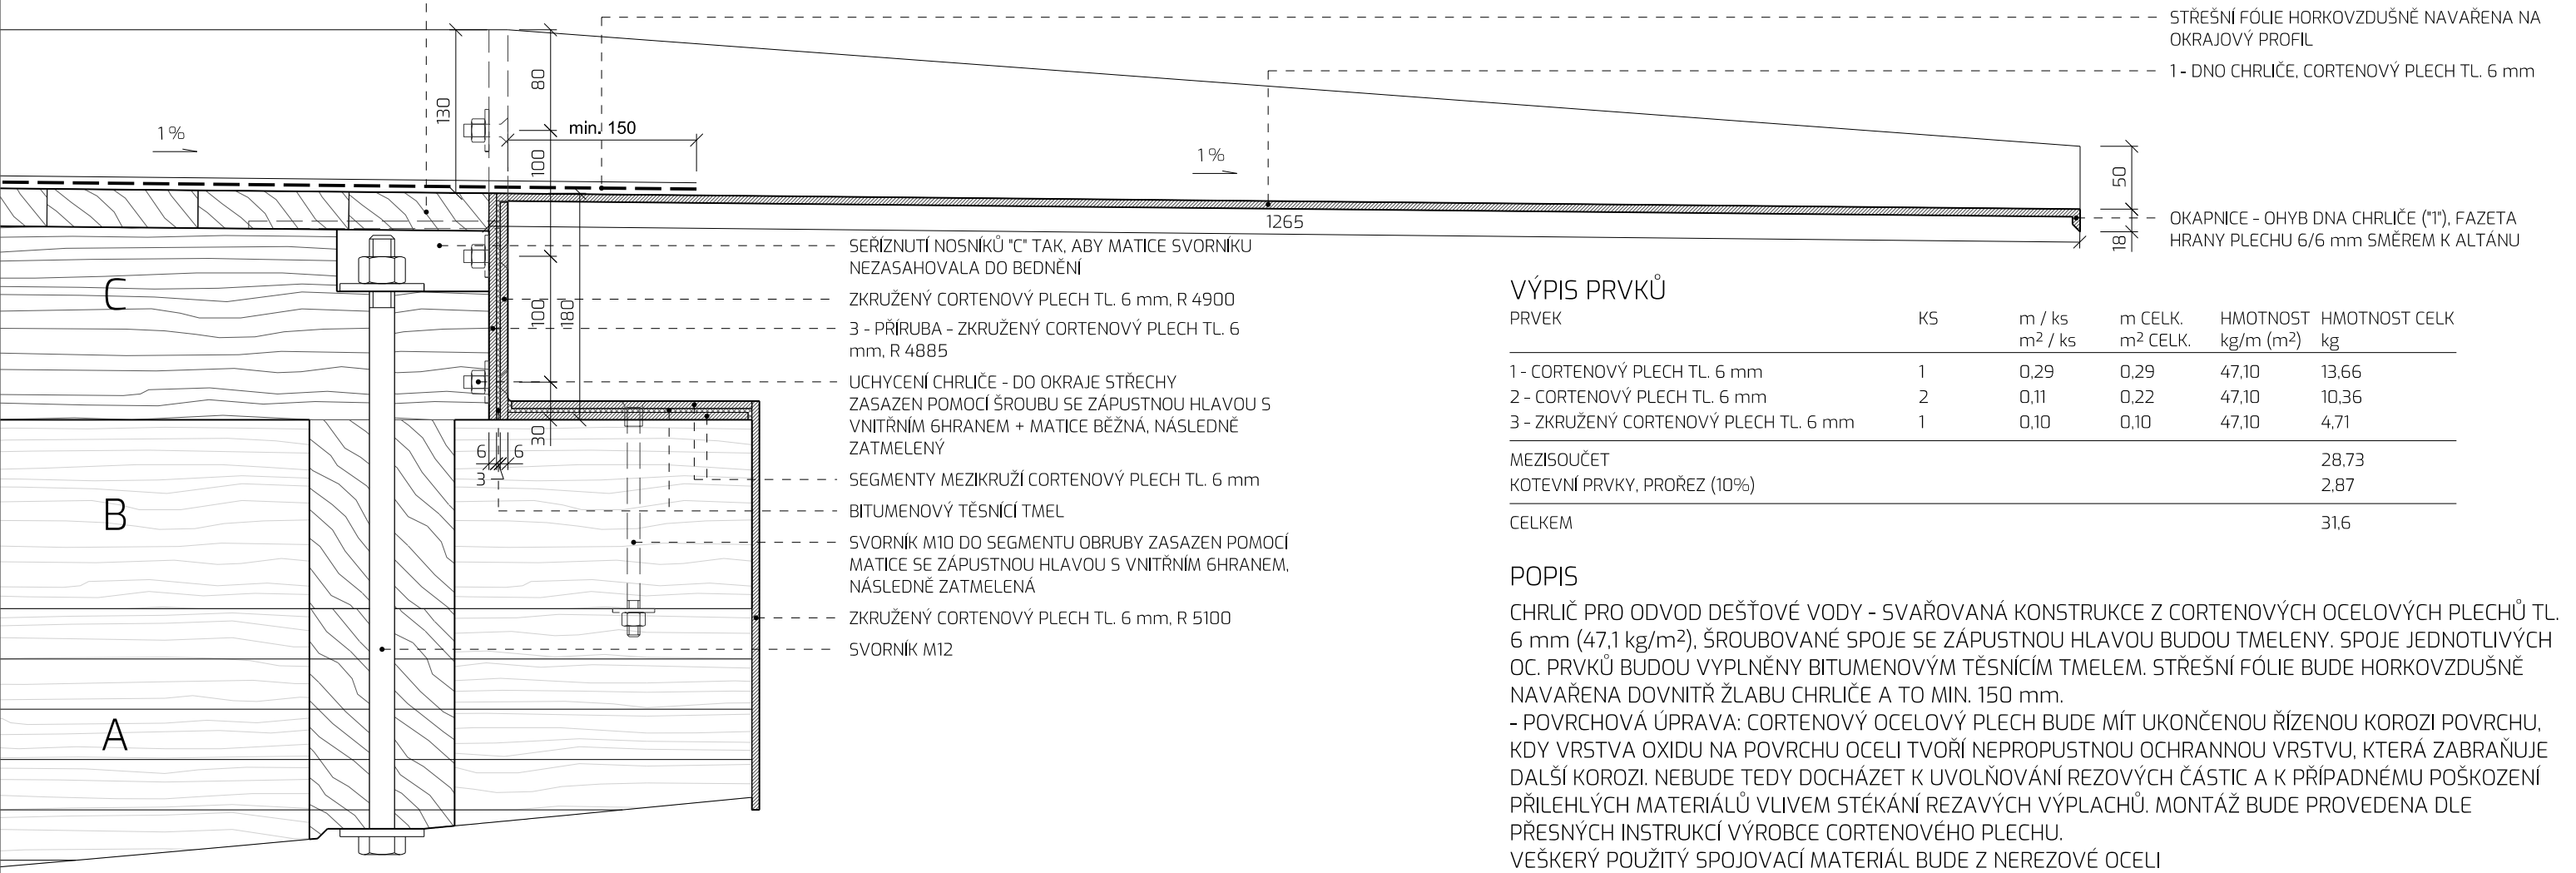 STŘEŠNÍ FÓLIE HORKOVZDUŠNĚ NAVAŘENA NA
OKRAJOVÝ PROFIL
1 - DNO CHRLIČE, CORTENOVÝ PLECH TL. 6 mm
80
130
min. 150
1 %
100
1 %
50
1265
18
OKAPNICE - OHYB DNA CHRLIČE ("1"), FAZETA
HRANY PLECHU 6/6 mm SMĚREM K ALTÁNU
SEŘÍZNUTÍ NOSNÍKŮ "C" TAK, ABY MATICE SVORNÍKU
NEZASAHOVALA DO BEDNĚNÍ
C
100
180
ZKRUŽENÝ CORTENOVÝ PLECH TL. 6 mm, R 4900
3 - PŘÍRUBA - ZKRUŽENÝ CORTENOVÝ PLECH TL. 6
mm, R 4885
UCHYCENÍ CHRLIČE - DO OKRAJE STŘECHY
ZASAZEN POMOCÍ ŠROUBU SE ZÁPUSTNOU HLAVOU S
VNITŘNÍM 6HRANEM + MATICE BĚŽNÁ, NÁSLEDNĚ
ZATMELENÝ
30
6
6
3
SEGMENTY MEZIKRUŽÍ CORTENOVÝ PLECH TL. 6 mm
BITUMENOVÝ TĚSNÍCÍ TMEL
B
SVORNÍK M10 DO SEGMENTU OBRUBY ZASAZEN POMOCÍ
MATICE SE ZÁPUSTNOU HLAVOU S VNITŘNÍM 6HRANEM,
NÁSLEDNĚ ZATMELENÁ
ZKRUŽENÝ CORTENOVÝ PLECH TL. 6 mm, R 5100
SVORNÍK M12
A
VÝPIS PRVKŮ
PRVEK KS m / ks m CELK. HMOTNOST HMOTNOST CELK
m² / ks m² CELK. kg/m (m²) kg
1 - CORTENOVÝ PLECH TL. 6 mm 1 0,29 0,29 47,10 13,66
2 - CORTENOVÝ PLECH TL. 6 mm 2 0,11 0,22 47,10 10,36
3 - ZKRUŽENÝ CORTENOVÝ PLECH TL. 6 mm 1 0,10 0,10 47,10 4,71
MEZISOUČET 28,73
KOTEVNÍ PRVKY, PROŘEZ (10%) 2,87
CELKEM 31,6
POPIS
CHRLIČ PRO ODVOD DEŠŤOVÉ VODY - SVAŘOVANÁ KONSTRUKCE Z CORTENOVÝCH OCELOVÝCH PLECHŮ TL.
6 mm (47,1 kg/m²), ŠROUBOVANÉ SPOJE SE ZÁPUSTNOU HLAVOU BUDOU TMELENY. SPOJE JEDNOTLIVÝCH
OC. PRVKŮ BUDOU VYPLNĚNY BITUMENOVÝM TĚSNÍCÍM TMELEM. STŘEŠNÍ FÓLIE BUDE HORKOVZDUŠNĚ
NAVAŘENA DOVNITŘ ŽLABU CHRLIČE A TO MIN. 150 mm.
- POVRCHOVÁ ÚPRAVA: CORTENOVÝ OCELOVÝ PLECH BUDE MÍT UKONČENOU ŘÍZENOU KOROZI POVRCHU,
KDY VRSTVA OXIDU NA POVRCHU OCELI TVOŘÍ NEPROPUSTNOU OCHRANNOU VRSTVU, KTERÁ ZABRAŇUJE
DALŠÍ KOROZI. NEBUDE TEDY DOCHÁZET K UVOLŇOVÁNÍ REZOVÝCH ČÁSTIC A K PŘÍPADNÉMU POŠKOZENÍ
PŘILEHLÝCH MATERIÁLŮ VLIVEM STÉKÁNÍ REZAVÝCH VÝPLACHŮ. MONTÁŽ BUDE PROVEDENA DLE
PŘESNÝCH INSTRUKCÍ VÝROBCE CORTENOVÉHO PLECHU.
VEŠKERÝ POUŽITÝ SPOJOVACÍ MATERIÁL BUDE Z NEREZOVÉ OCELI